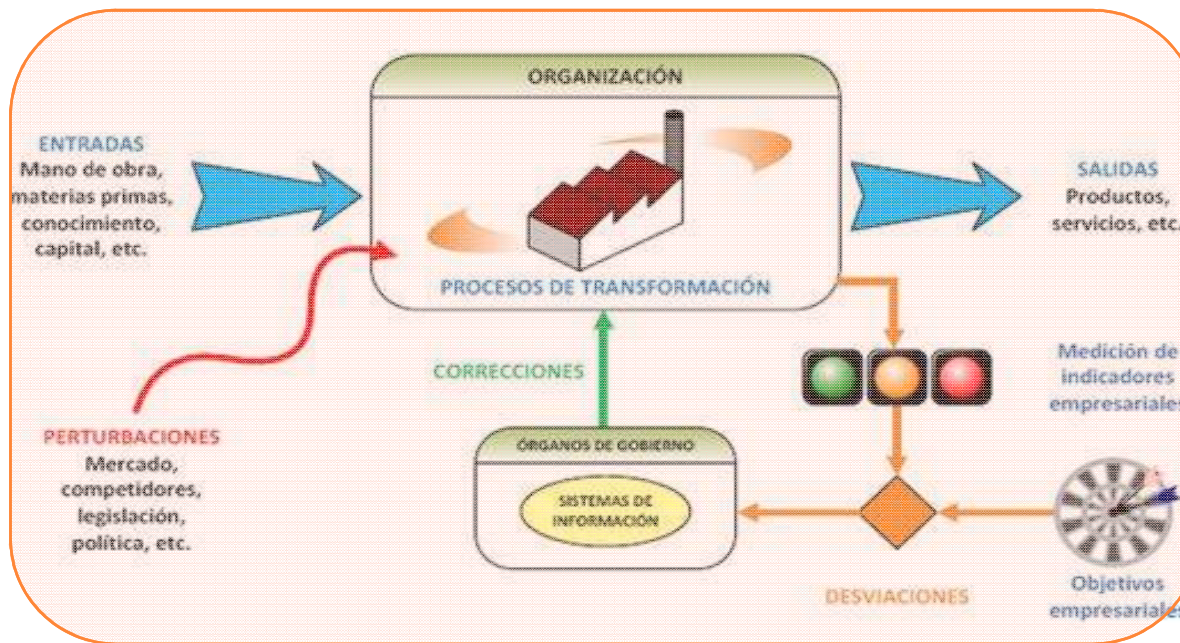 ORGANIZACIÓN
ENTRADAS
Mano de obra,
materias primas,
conocimiento,
capital, etc.
SALIDAS
Productos,
servicios, etc.
PROCESOS DE TRANSFORMACIÓN
CORRECCIONES
Medición de
indicadores
empresariales
PERTURBACIONES
Mercado,
competidores,
legislación,
política, etc.
ÓRGANOS DE GOBIERNO
SISTEMAS DE
INFORMACIÓN
DESVIACIONES
Objetivos
empresariales